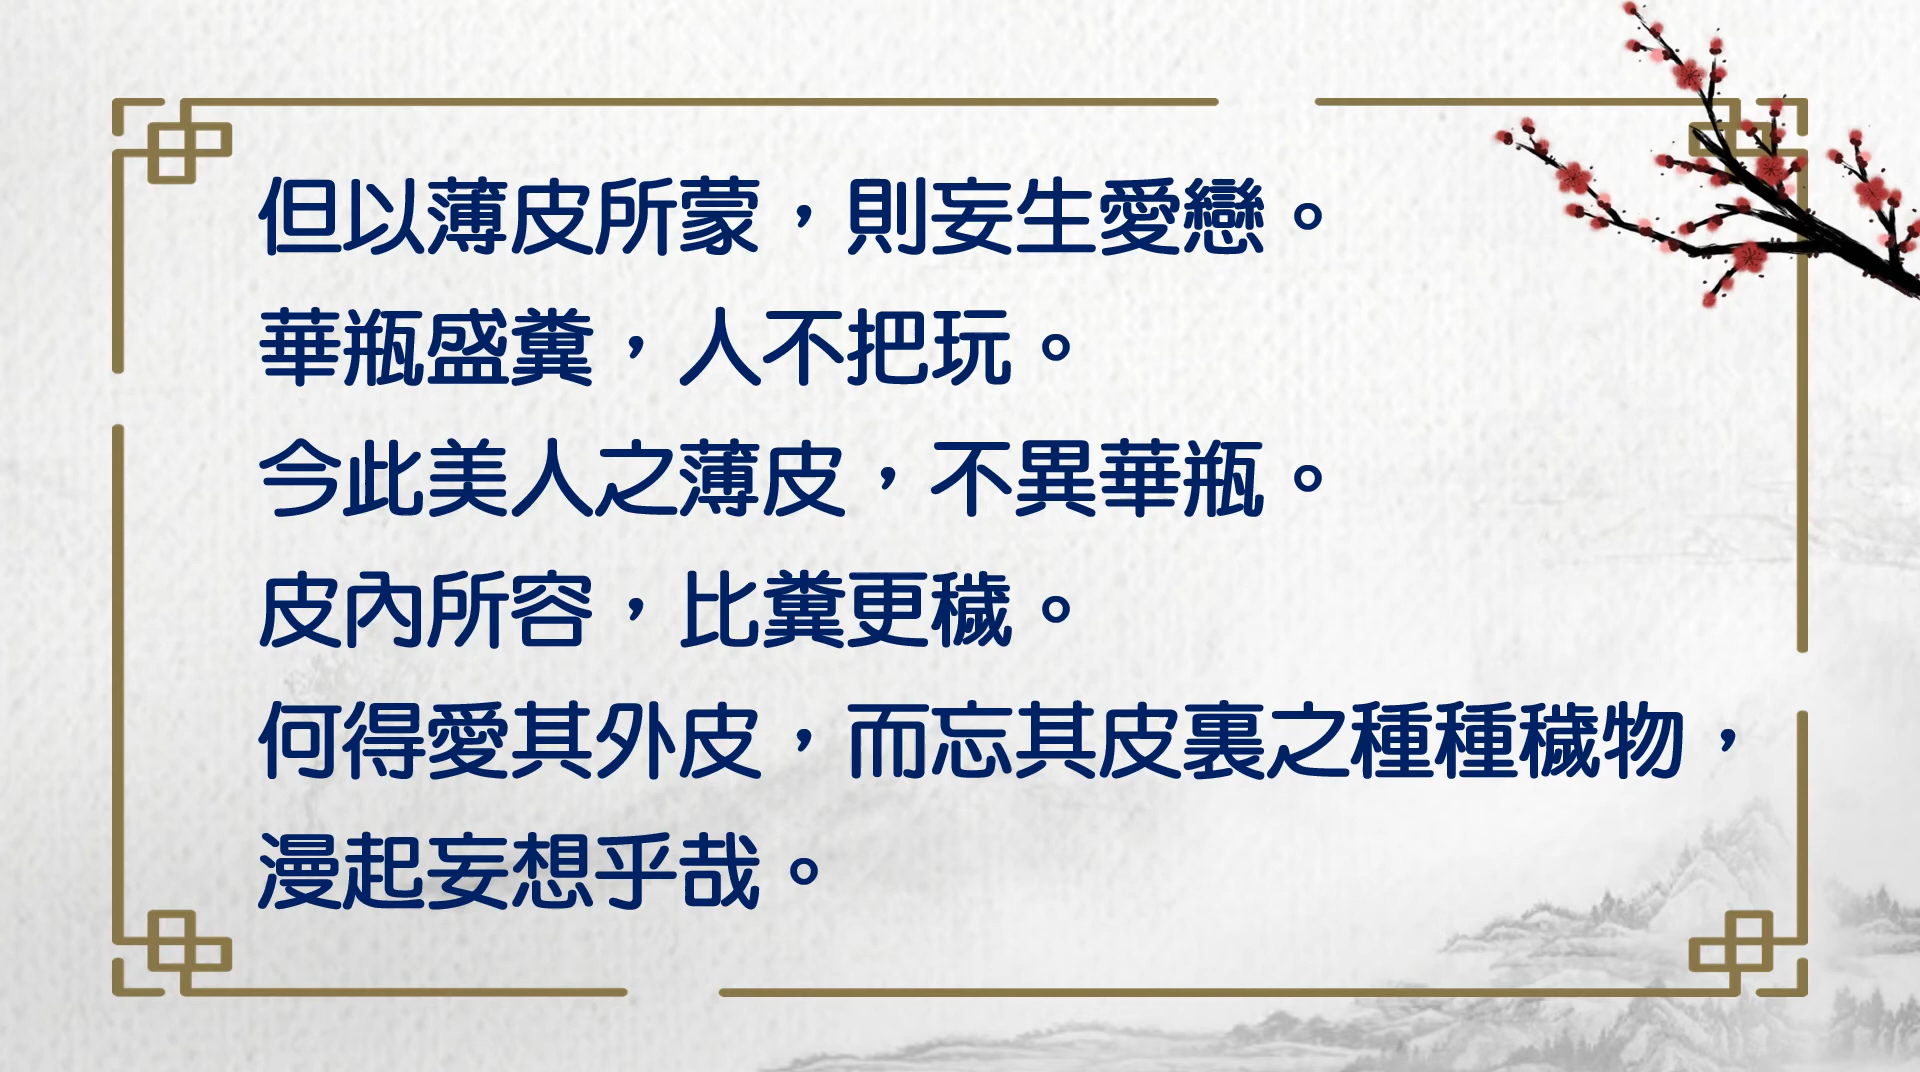 但以薄皮所蒙，則妄生愛戀。
華瓶盛糞，人不把玩。
今此美人之薄皮，不異華瓶。
皮內所容，比糞更穢。
何得愛其外皮，而忘其皮裏之種種穢物，
漫起妄想乎哉。